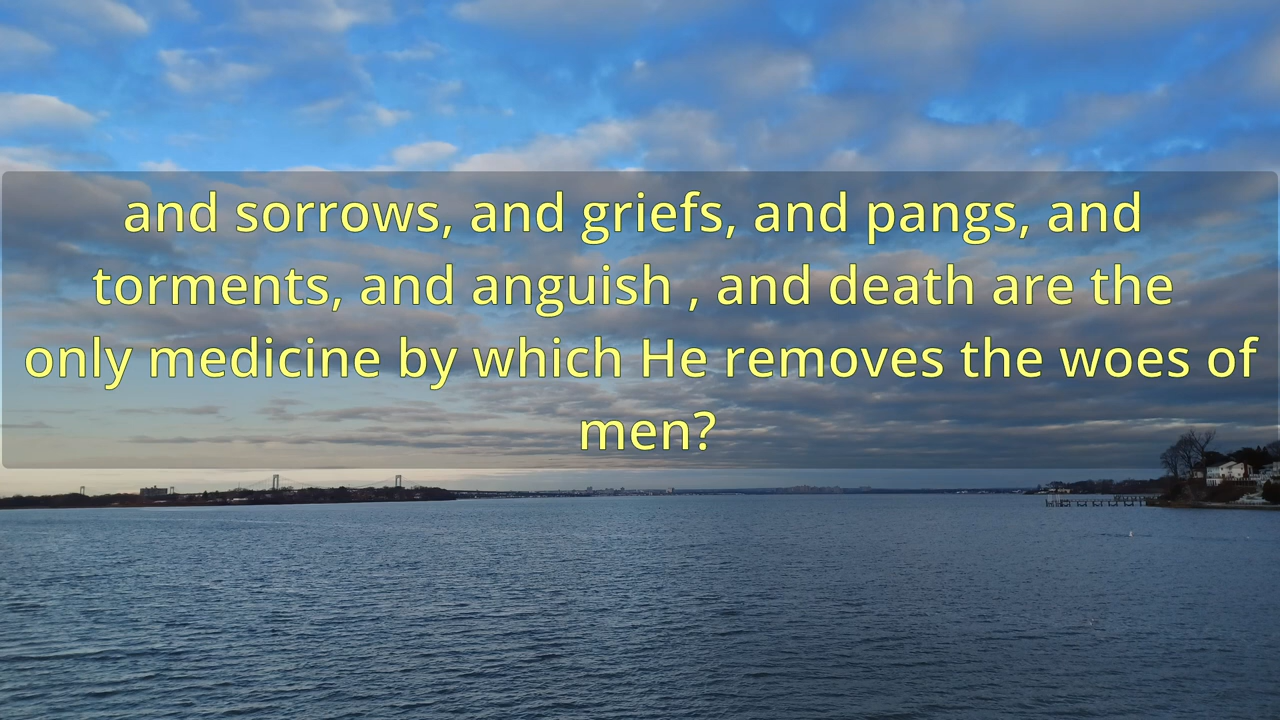 and sorrows, and griefs, and pangs, and
torments, and anguish , and death are the
only medicine by which He removes the woes of
men?